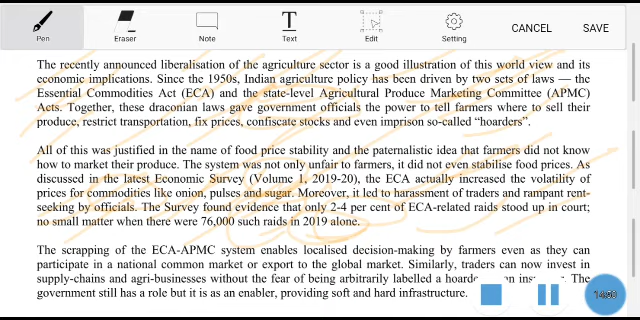 Pen Eraser Note Text Edit Setting CANCEL SAVE
The recently announced liberalisation of the agriculture sector is a good illustration of this world view and its
economic implications. Since the 1950s, Indian agriculture policy has been driven by two sets of laws — the
Essential Commodities Act (ECA) and the state-level Agricultural Produce Marketing Committee (APMC)
Acts. Together, these draconian laws gave government officials the power to tell farmers where to sell their
produce, restrict transportation, fix prices, confiscate stocks and even imprison so-called “hoarders”.
All of this was justified in the name of food price stability and the paternalistic idea that farmers did not know
how to market their produce. The system was not only unfair to farmers, it did not even stabilise food prices. As
discussed in the latest Economic Survey (Volume 1, 2019-20), the ECA actually increased the volatility of
prices for commodities like onion, pulses and sugar. Moreover, it led to harassment of traders and rampant rent-
seeking by officials. The Survey found evidence that only 2-4 per cent of ECA-related raids stood up in court;
no small matter when there were 76,000 such raids in 2019 alone.
The scrapping of the ECA-APMC system enables localised decision-making by farmers even as they can
participate in a national common market or export to the global market. Similarly, traders can now invest in
supply-chains and agri-businesses without the fear of being arbitrarily labelled a The
government still has a role but it is as an enabler, providing soft and hard infrastructure.